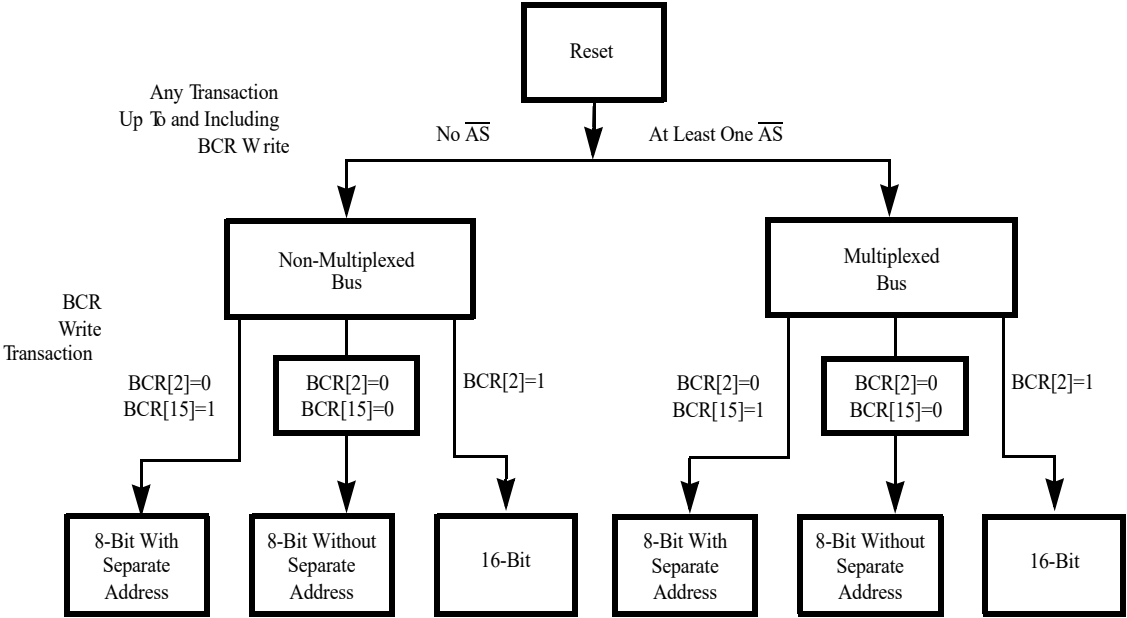 Reset
Any Transaction
Up To and Including
BCR Write
No A̅S̅
At Least One A̅S̅
Non-Multiplexed
Bus
Multiplexed
Bus
BCR
Write
Transaction
BCR[2]=0
BCR[15]=1
BCR[2]=0
BCR[15]=0
BCR[2]=1
BCR[2]=0
BCR[15]=1
BCR[2]=0
BCR[15]=0
BCR[2]=1
8-Bit With
Separate
Address
8-Bit Without
Separate
Address
16-Bit
8-Bit With
Separate
Address
8-Bit Without
Separate
Address
16-Bit